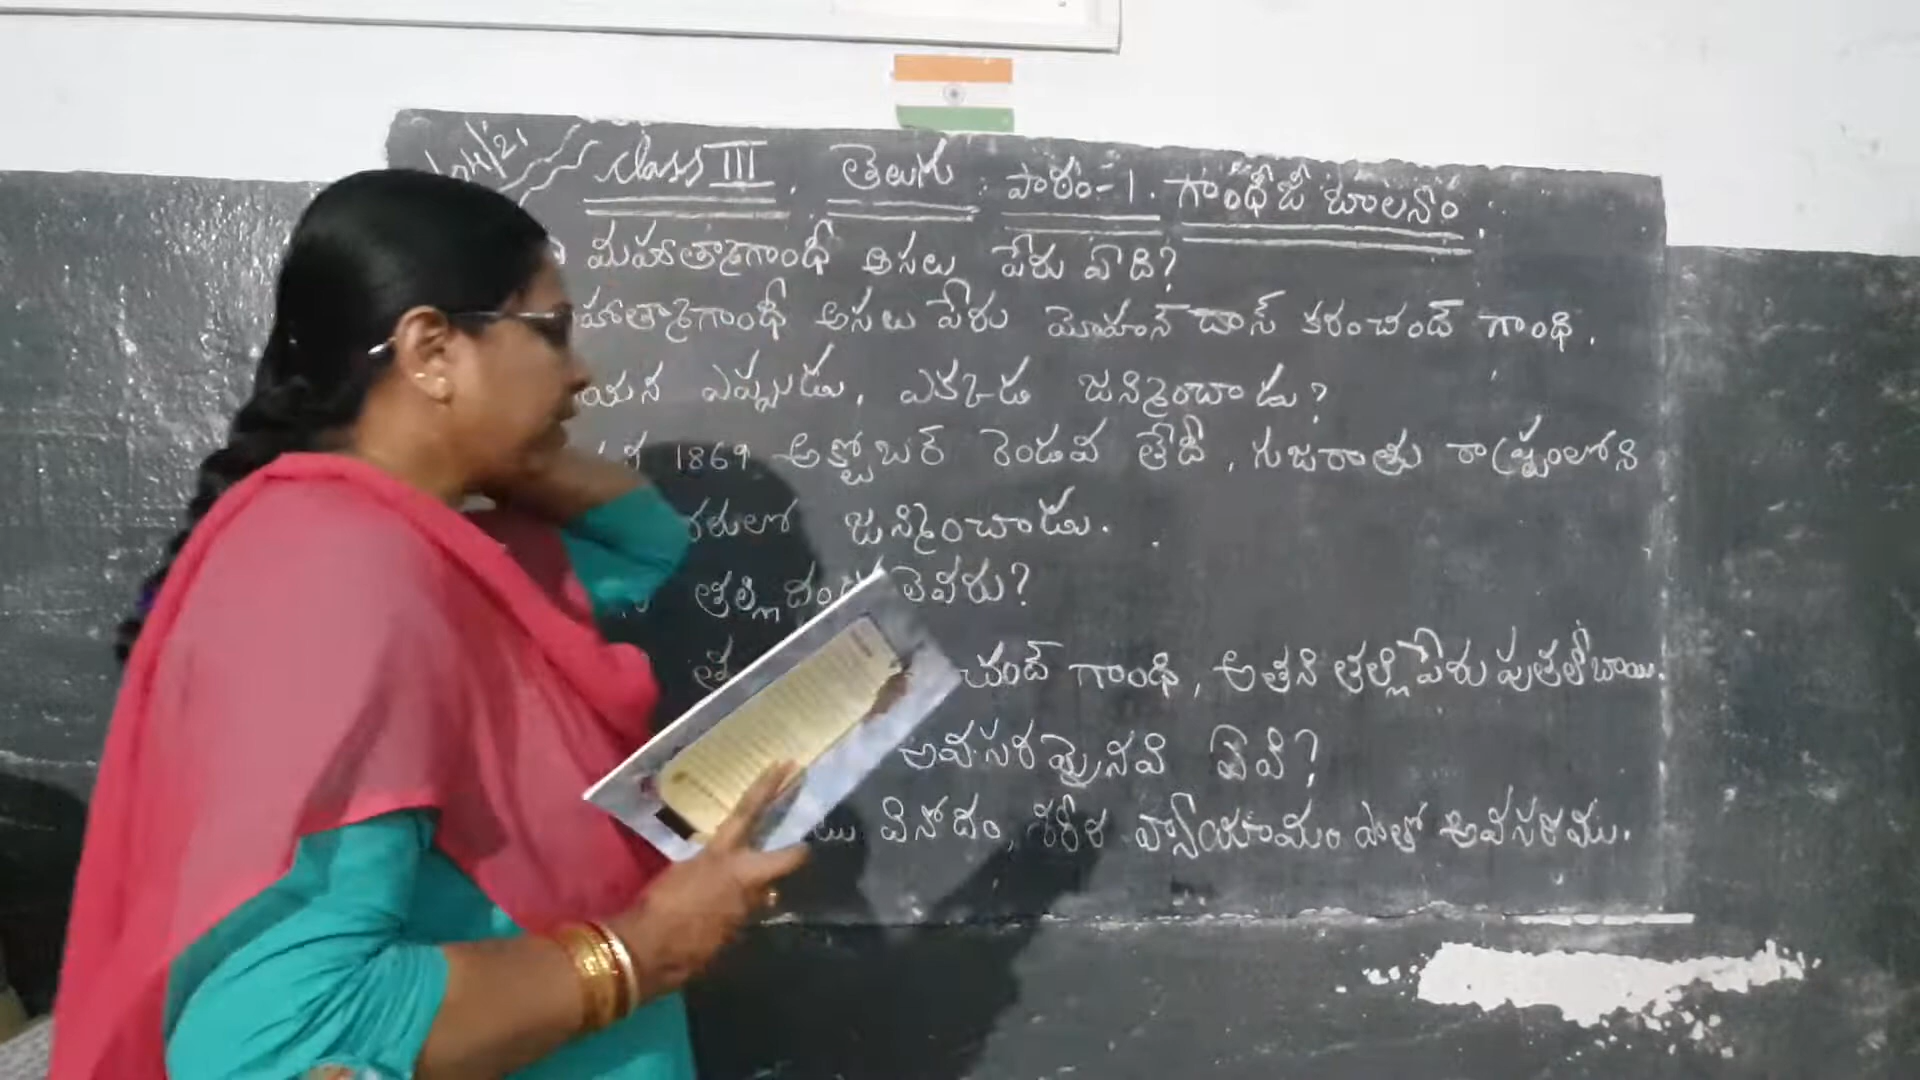 class III. తెలుగు. పాఠం-1. గాంధీజీ బాల్యం.
మహాత్మాగాంధీ అసలు పేరు ఏది?
హాత్మాగాంధీ అసలు పేరు మోహన్ దాస్ కరంచంద్ గాంధి.
యన ఎప్పుడు, ఎక్కడ జన్మించాడు?
న 1869 అక్టోబర్ రెండవ తేదీ, గుజరాత్ రాష్ట్రంలోని
జన్మించాడు.
తల్లిదం లెవరు?
చంద్ గాంధి, అతని తల్లి పేరు పుతలీబాయి.
అవసరమైనవి ఏవి?
వినోదం, శరీర వ్యాయామం ఎంతో అవసరము.